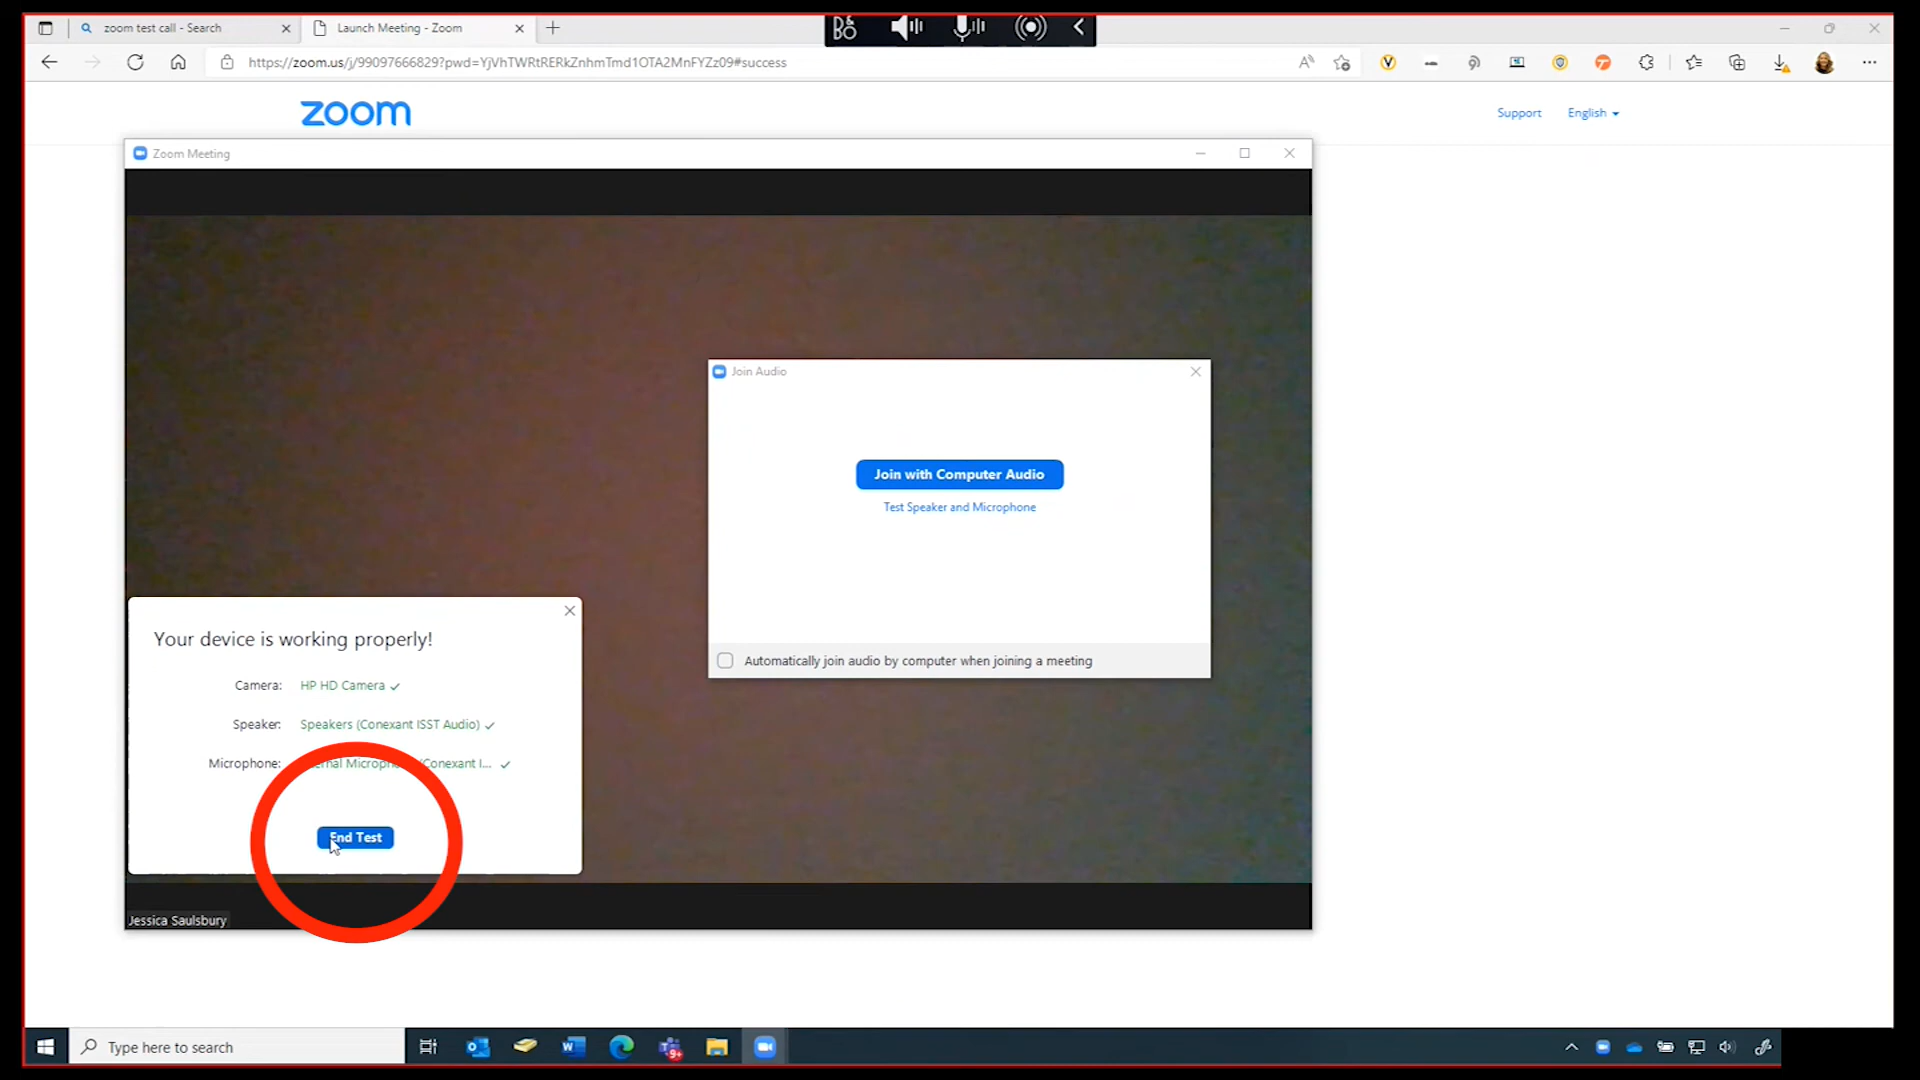 zoom test call - Search
Launch Meeting - Zoom
https://zoom.us/j/99097666829?pwd=YjVhTWRtRERkZnhmTmd1OTA2MnFYZz09#success
zoom
Support
English
Zoom Meeting
Join Audio
Join with Computer Audio
Test Speaker and Microphone
Automatically join audio by computer when joining a meeting
Your device is working properly!
Camera: HP HD Camera
Speaker: Speakers (Conexant ISST Audio)
Microphone: (Conexant I...
End Test
Jessica Saulsbury
Type here to search
9+